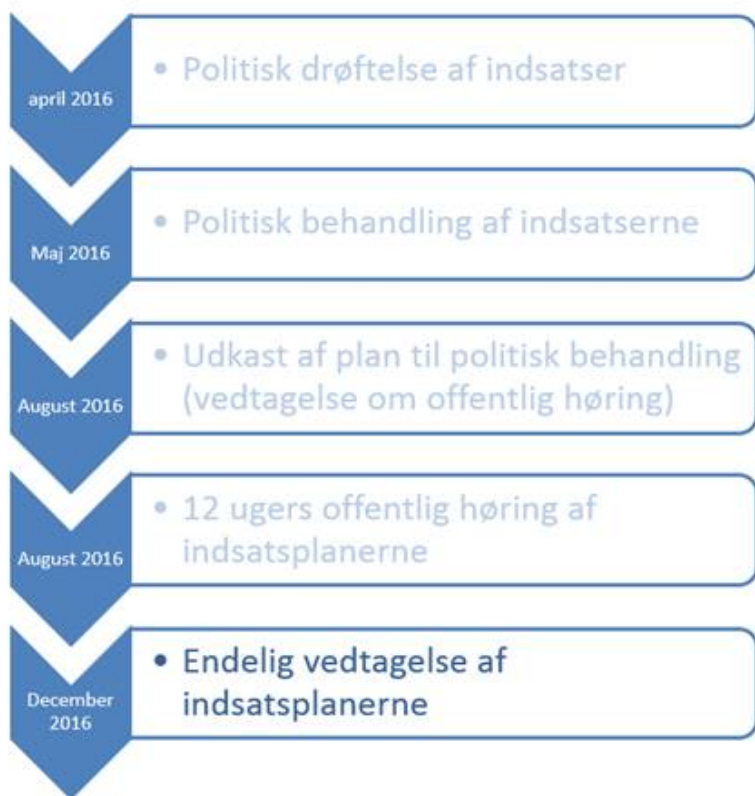 april 2016
• Politisk drøftelse af indsatser
Maj 2016
• Politisk behandling af indsatserne
August 2016
• Udkast af plan til politisk behandling
(vedtagelse om offentlig høring)
August 2016
• 12 ugers offentlig høring af
indsatsplanerne
December
2016
• Endelig vedtagelse af
indsatsplanerne